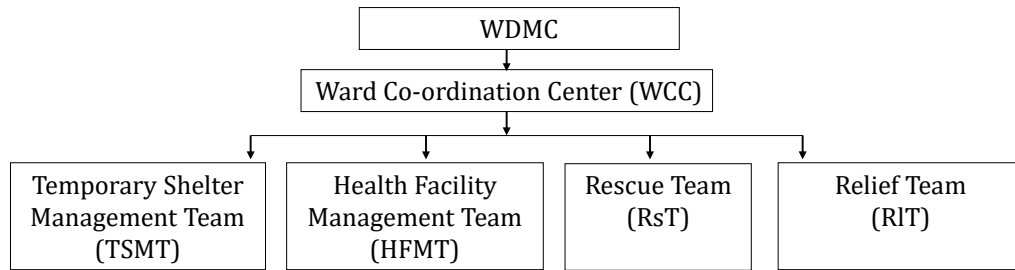 WDMC
Ward Co-ordination Center (WCC)
Temporary Shelter
Management Team
(TSMT)
Health Facility
Management Team
(HFMT)
Rescue Team
(RsT)
Relief Team
(RlT)